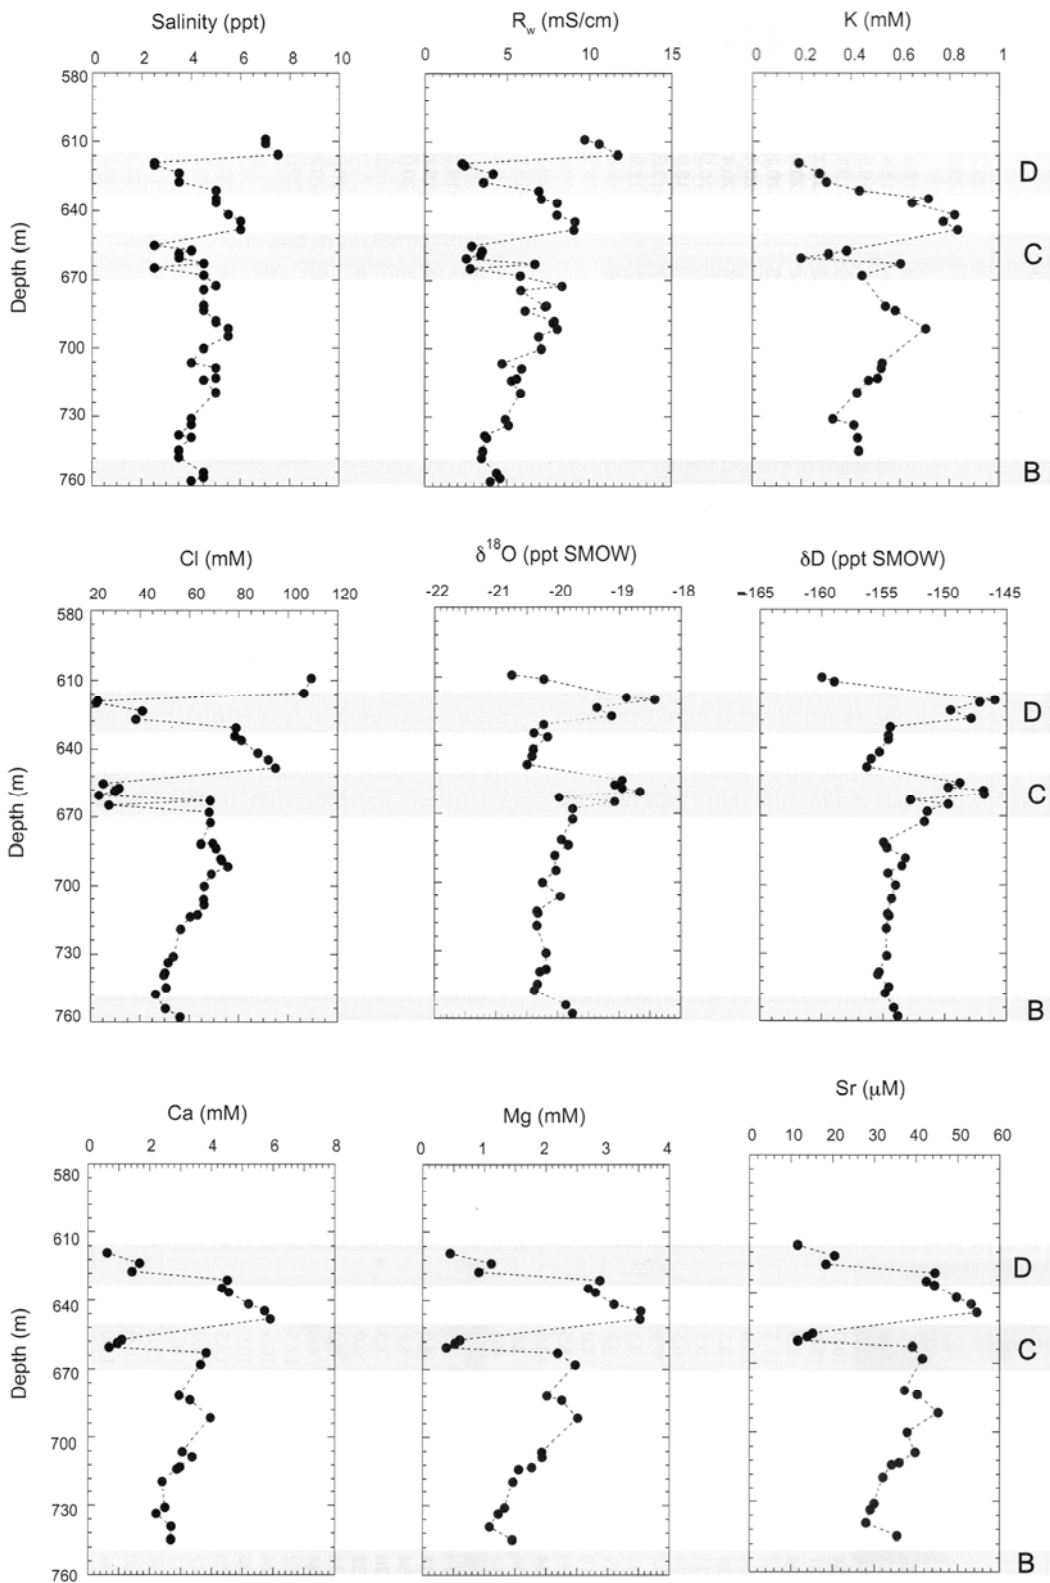 Salinity (ppt) R_w (mS/cm) K (mM)
0 2 4 6 8 10 0 5 10 15 0 0.2 0.4 0.6 0.8 1
580
610
D
640
C
670
Depth (m)
700
730
760
B
Cl (mM) δ¹⁸O (ppt SMOW) δD (ppt SMOW)
20 40 60 80 100 120 -22 -21 -20 -19 -18 -165 -160 -155 -150 -145
580
610
D
640
C
670
Depth (m)
700
730
760
B
Ca (mM) Mg (mM) Sr (μM)
0 2 4 6 8 0 1 2 3 4 0 10 20 30 40 50 60
580
610
D
640
C
670
Depth (m)
700
730
760
B